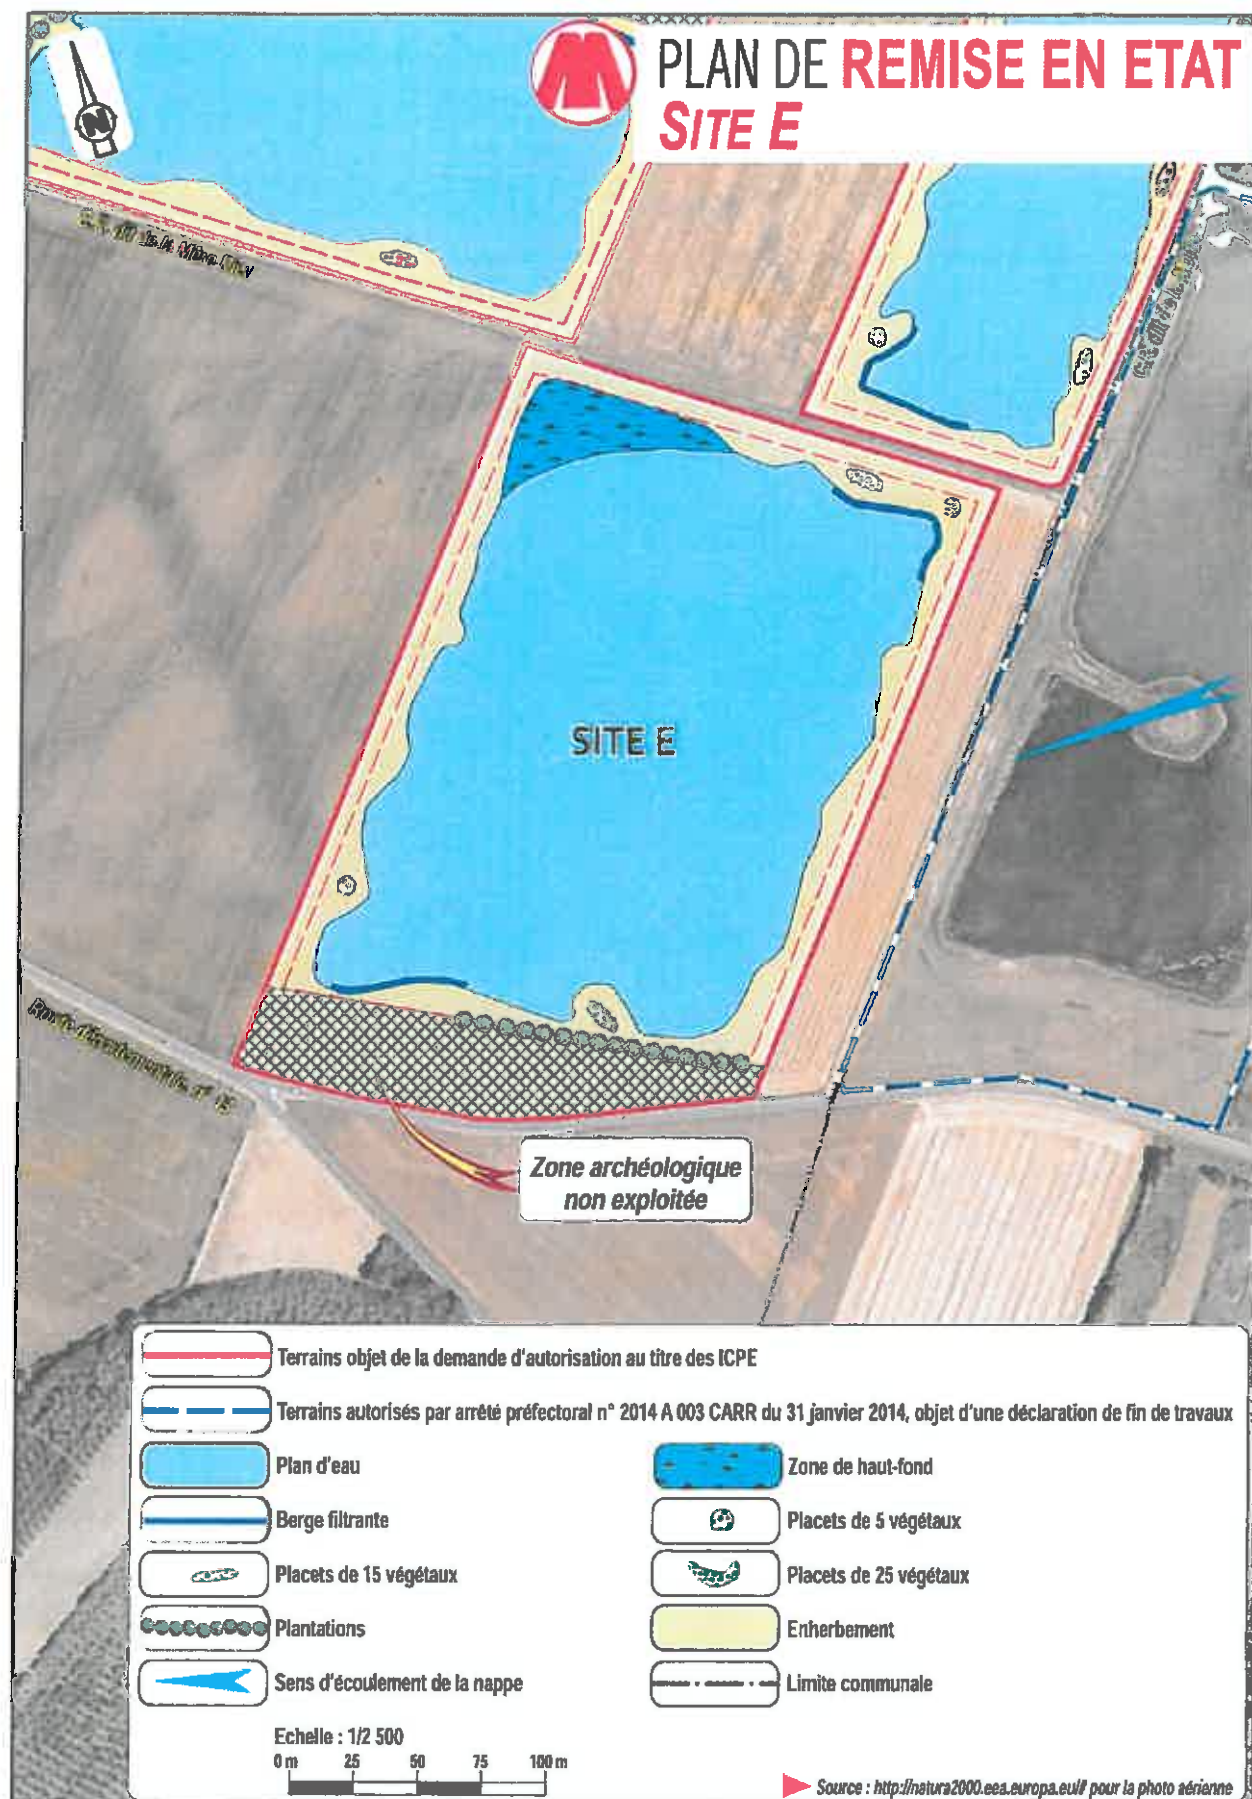 PLAN DE REMISE EN ETAT
SITE E
N
SITE E
Zone archéologique
non exploitée
Terrains objet de la demande d'autorisation au titre des ICPE
Terrains autorisés par arrêté préfectoral n° 2014 A 003 CARR du 31 janvier 2014, objet d'une déclaration de fin de travaux
Plan d'eau
Zone de haut-fond
Berge filtrante
Placets de 5 végétaux
Placets de 15 végétaux
Placets de 25 végétaux
Plantations
Enherbement
Sens d'écoulement de la nappe
Limite communale
Echelle : 1/2 500
0 m 25 50 75 100 m
Source : http://natura2000.eea.europa.eu/# pour la photo aérienne